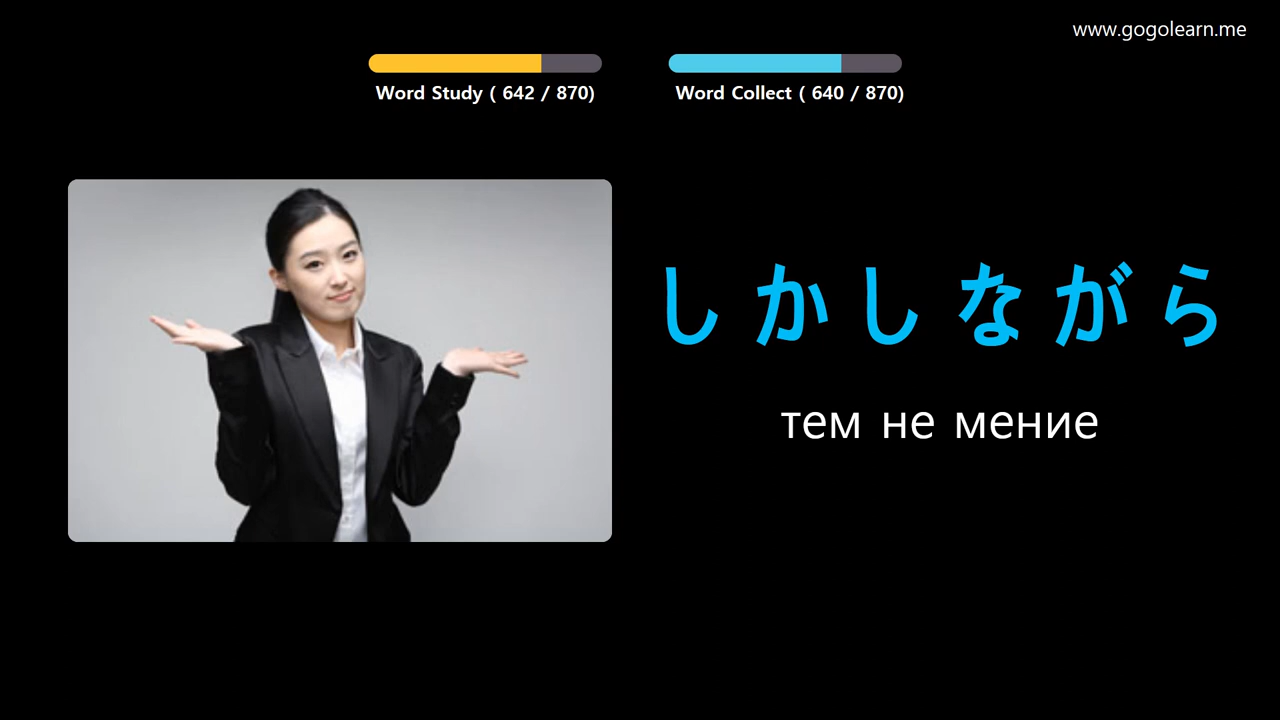 www.gogolearn.me
Word Study ( 642 / 870)
Word Collect ( 640 / 870)
しかしながら
тем не мение